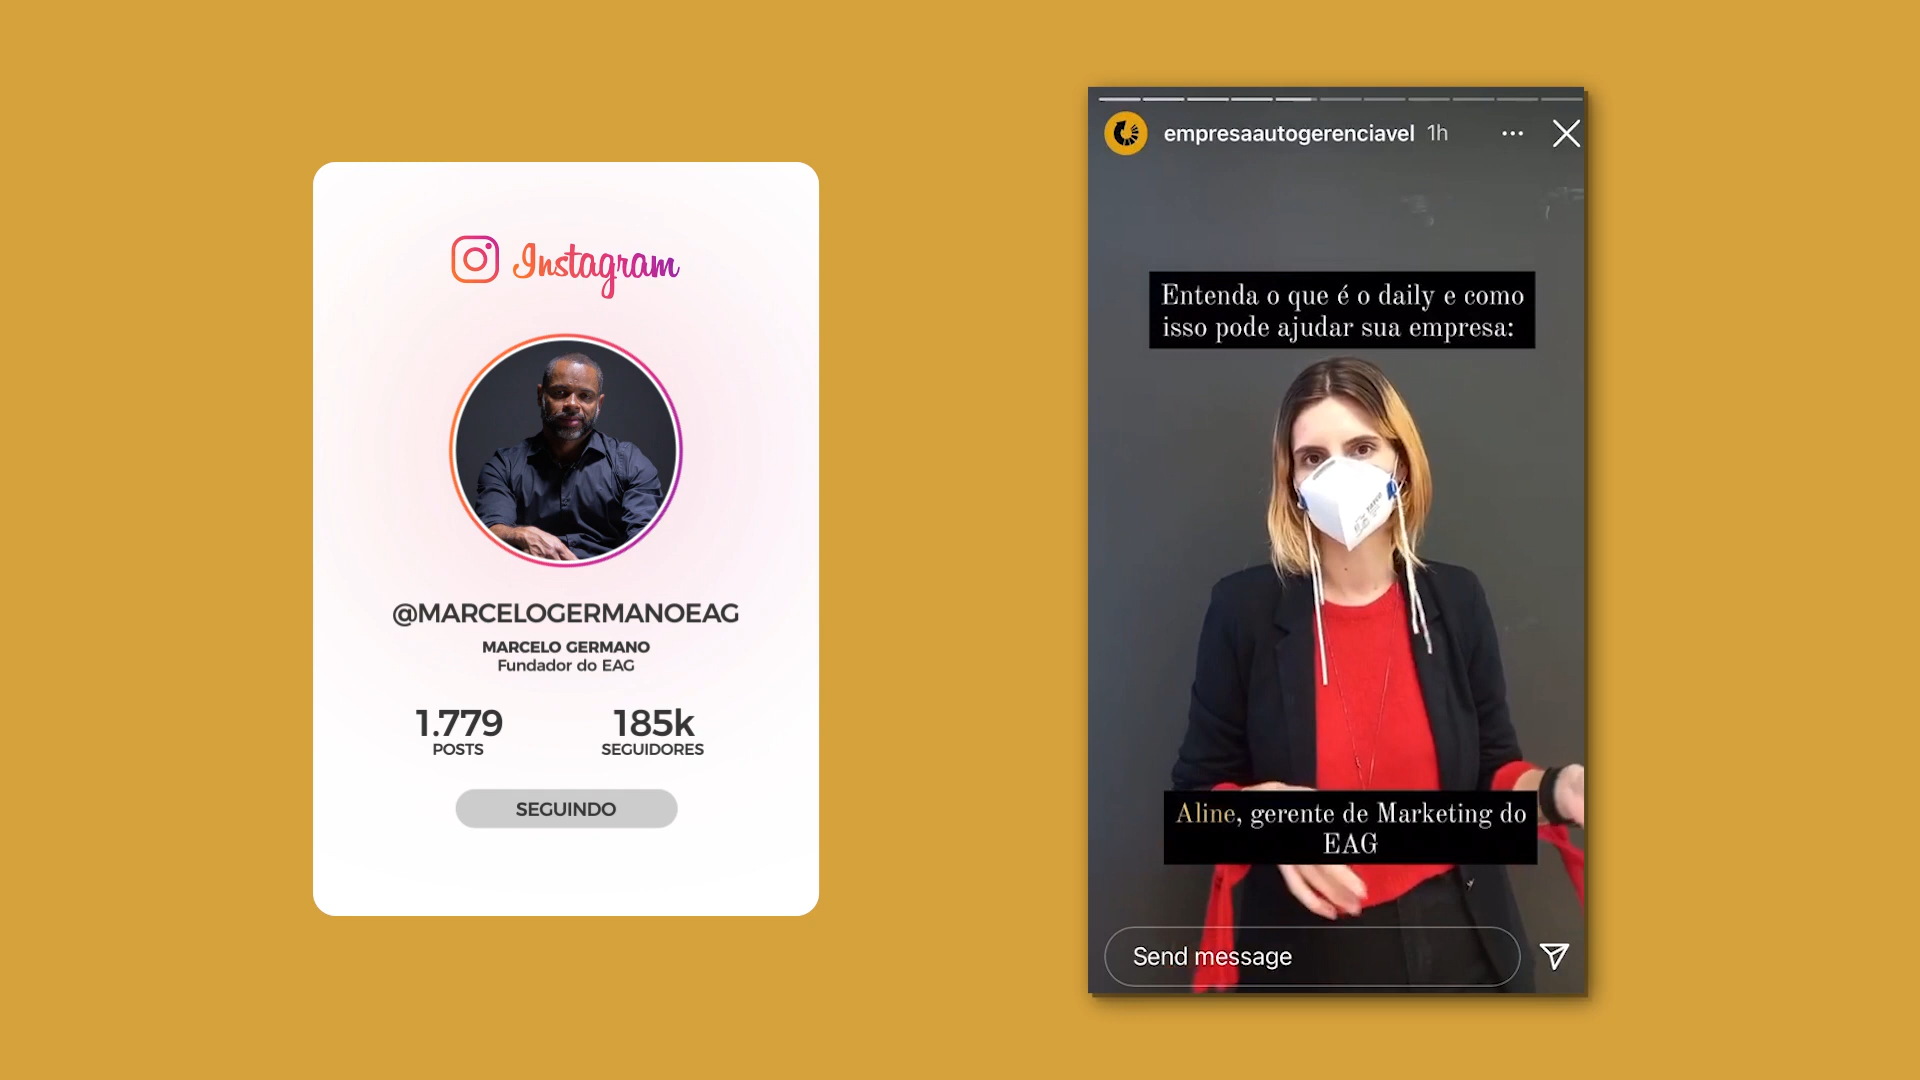 Instagram
@MARCELOGERMANOEAG
MARCELO GERMANO
Fundador do EAG
1.779
POSTS
185k
SEGUIDORES
SEGUINDO
empresaautogerenciavel 1h
Entenda o que é o daily e como
isso pode ajudar sua empresa:
Aline, gerente de Marketing do
EAG
Send message